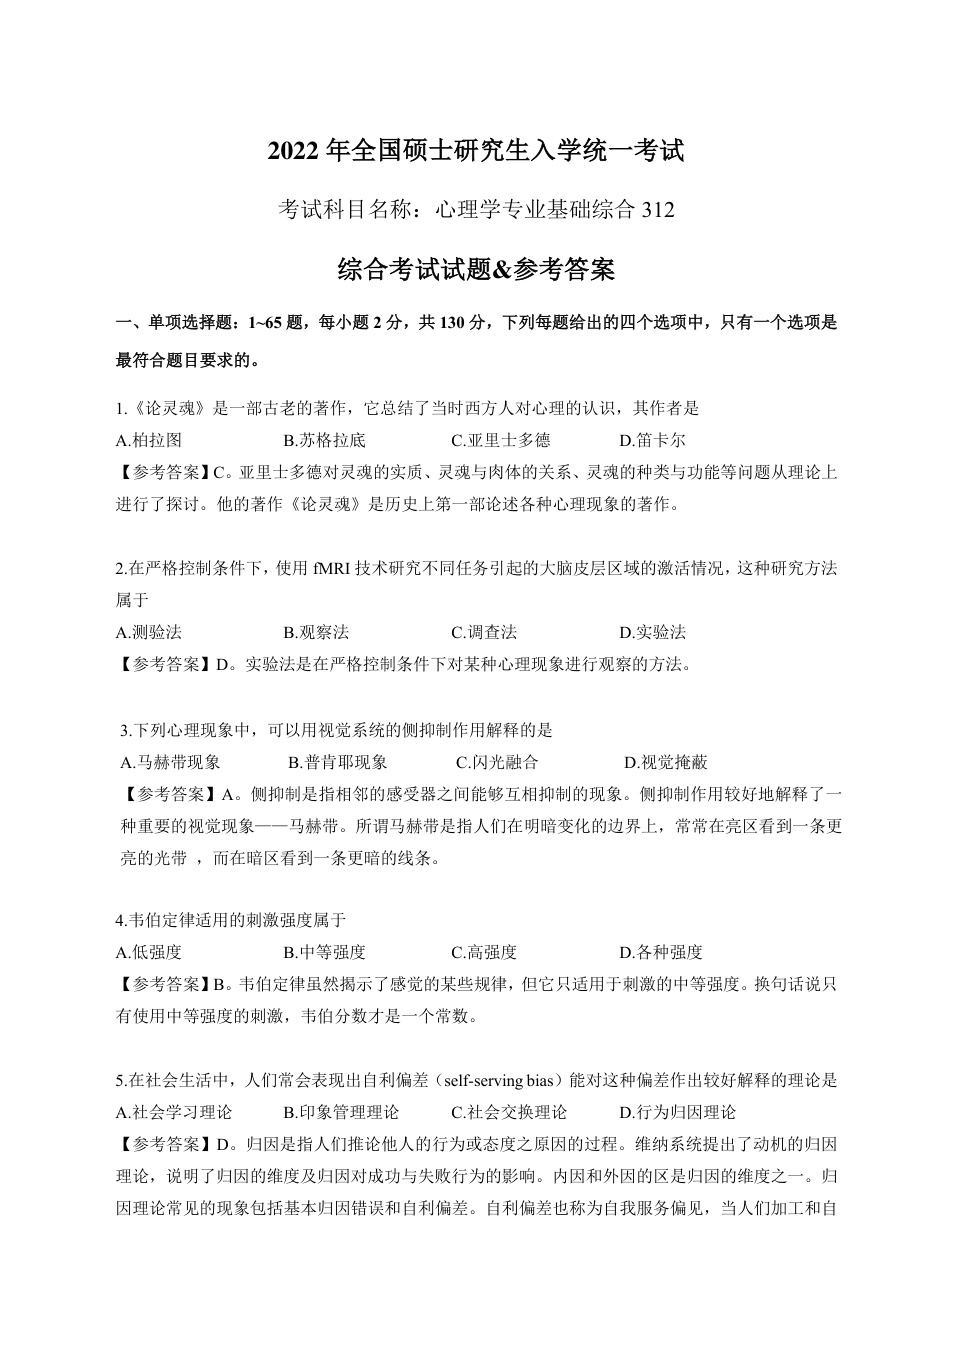 2022 年全国硕士研究生入学统一考试
考试科目名称：心理学专业基础综合 312
综合考试试题&参考答案
一、单项选择题：1~65 题，每小题 2 分，共 130 分，下列每题给出的四个选项中，只有一个选项是
最符合题目要求的。
1.《论灵魂》是一部古老的著作，它总结了当时西方人对心理的认识，其作者是
A.柏拉图 B.苏格拉底 C.亚里士多德 D.笛卡尔
【参考答案】C。亚里士多德对灵魂的实质、灵魂与肉体的关系、灵魂的种类与功能等问题从理论上
进行了探讨。他的著作《论灵魂》是历史上第一部论述各种心理现象的著作。
2.在严格控制条件下，使用 fMRI 技术研究不同任务引起的大脑皮层区域的激活情况，这种研究方法
属于
A.测验法 B.观察法 C.调查法 D.实验法
【参考答案】D。实验法是在严格控制条件下对某种心理现象进行观察的方法。
3.下列心理现象中，可以用视觉系统的侧抑制作用解释的是
A.马赫带现象 B.普肯耶现象 C.闪光融合 D.视觉掩蔽
【参考答案】A。侧抑制是指相邻的感受器之间能够互相抑制的现象。侧抑制作用较好地解释了一
种重要的视觉现象——马赫带。所谓马赫带是指人们在明暗变化的边界上，常常在亮区看到一条更
亮的光带 ，而在暗区看到一条更暗的线条。
4.韦伯定律适用的刺激强度属于
A.低强度 B.中等强度 C.高强度 D.各种强度
【参考答案】B。韦伯定律虽然揭示了感觉的某些规律，但它只适用于刺激的中等强度。换句话说只
有使用中等强度的刺激，韦伯分数才是一个常数。
5.在社会生活中，人们常会表现出自利偏差（self-serving bias）能对这种偏差作出较好解释的理论是
A.社会学习理论 B.印象管理理论 C.社会交换理论 D.行为归因理论
【参考答案】D。归因是指人们推论他人的行为或态度之原因的过程。维纳系统提出了动机的归因
理论，说明了归因的维度及归因对成功与失败行为的影响。内因和外因的区是归因的维度之一。归
因理论常见的现象包括基本归因错误和自利偏差。自利偏差也称为自我服务偏见，当人们加工和自